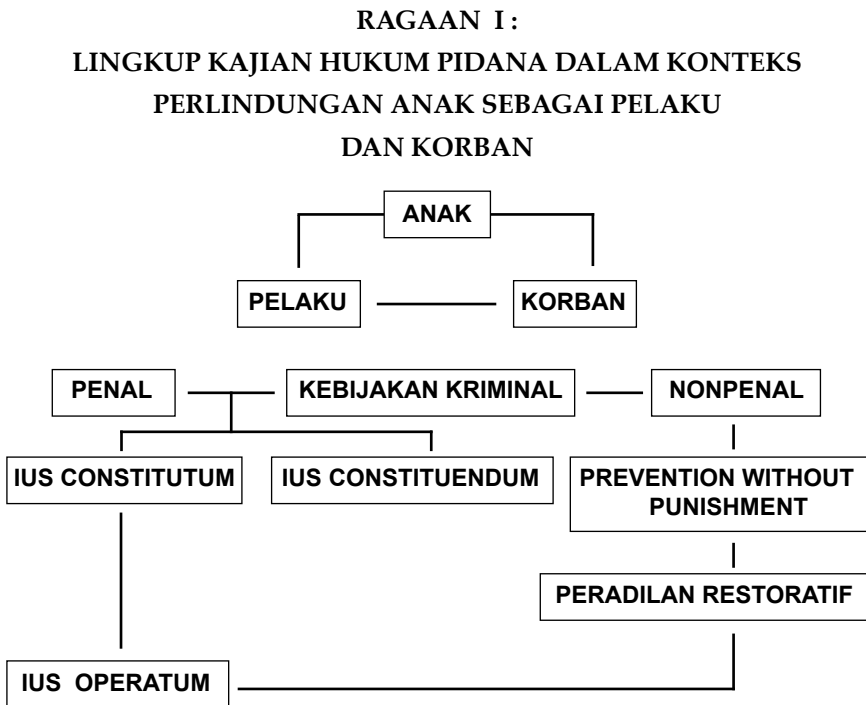 RAGAAN I :
LINGKUP KAJIAN HUKUM PIDANA DALAM KONTEKS
PERLINDUNGAN ANAK SEBAGAI PELAKU
DAN KORBAN
ANAK
PELAKU
KORBAN
PENAL
KEBIJAKAN KRIMINAL
NONPENAL
IUS CONSTITUTUM
IUS CONSTITUENDUM
PREVENTION WITHOUT
PUNISHMENT
PERADILAN RESTORATIF
IUS OPERATUM